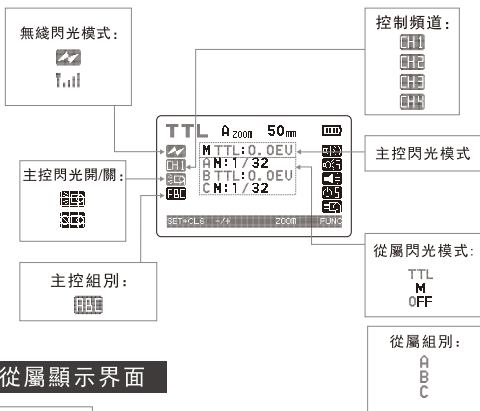 無綫閃光模式：
控制頻道：
CH1
CH2
CH3
CH4
TTL A ZOOM 50mm
M TTL:0.0EV
CH1 A M:1/32
B TTL:0.0EV
C M:1/32
SET+CLS -/+ ZOOM FUNC
主控閃光模式
主控閃光開/關：
主控組別：
ABC
從屬閃光模式：
TTL
M
OFF
從屬組別：
A
B
C
從屬顯示界面